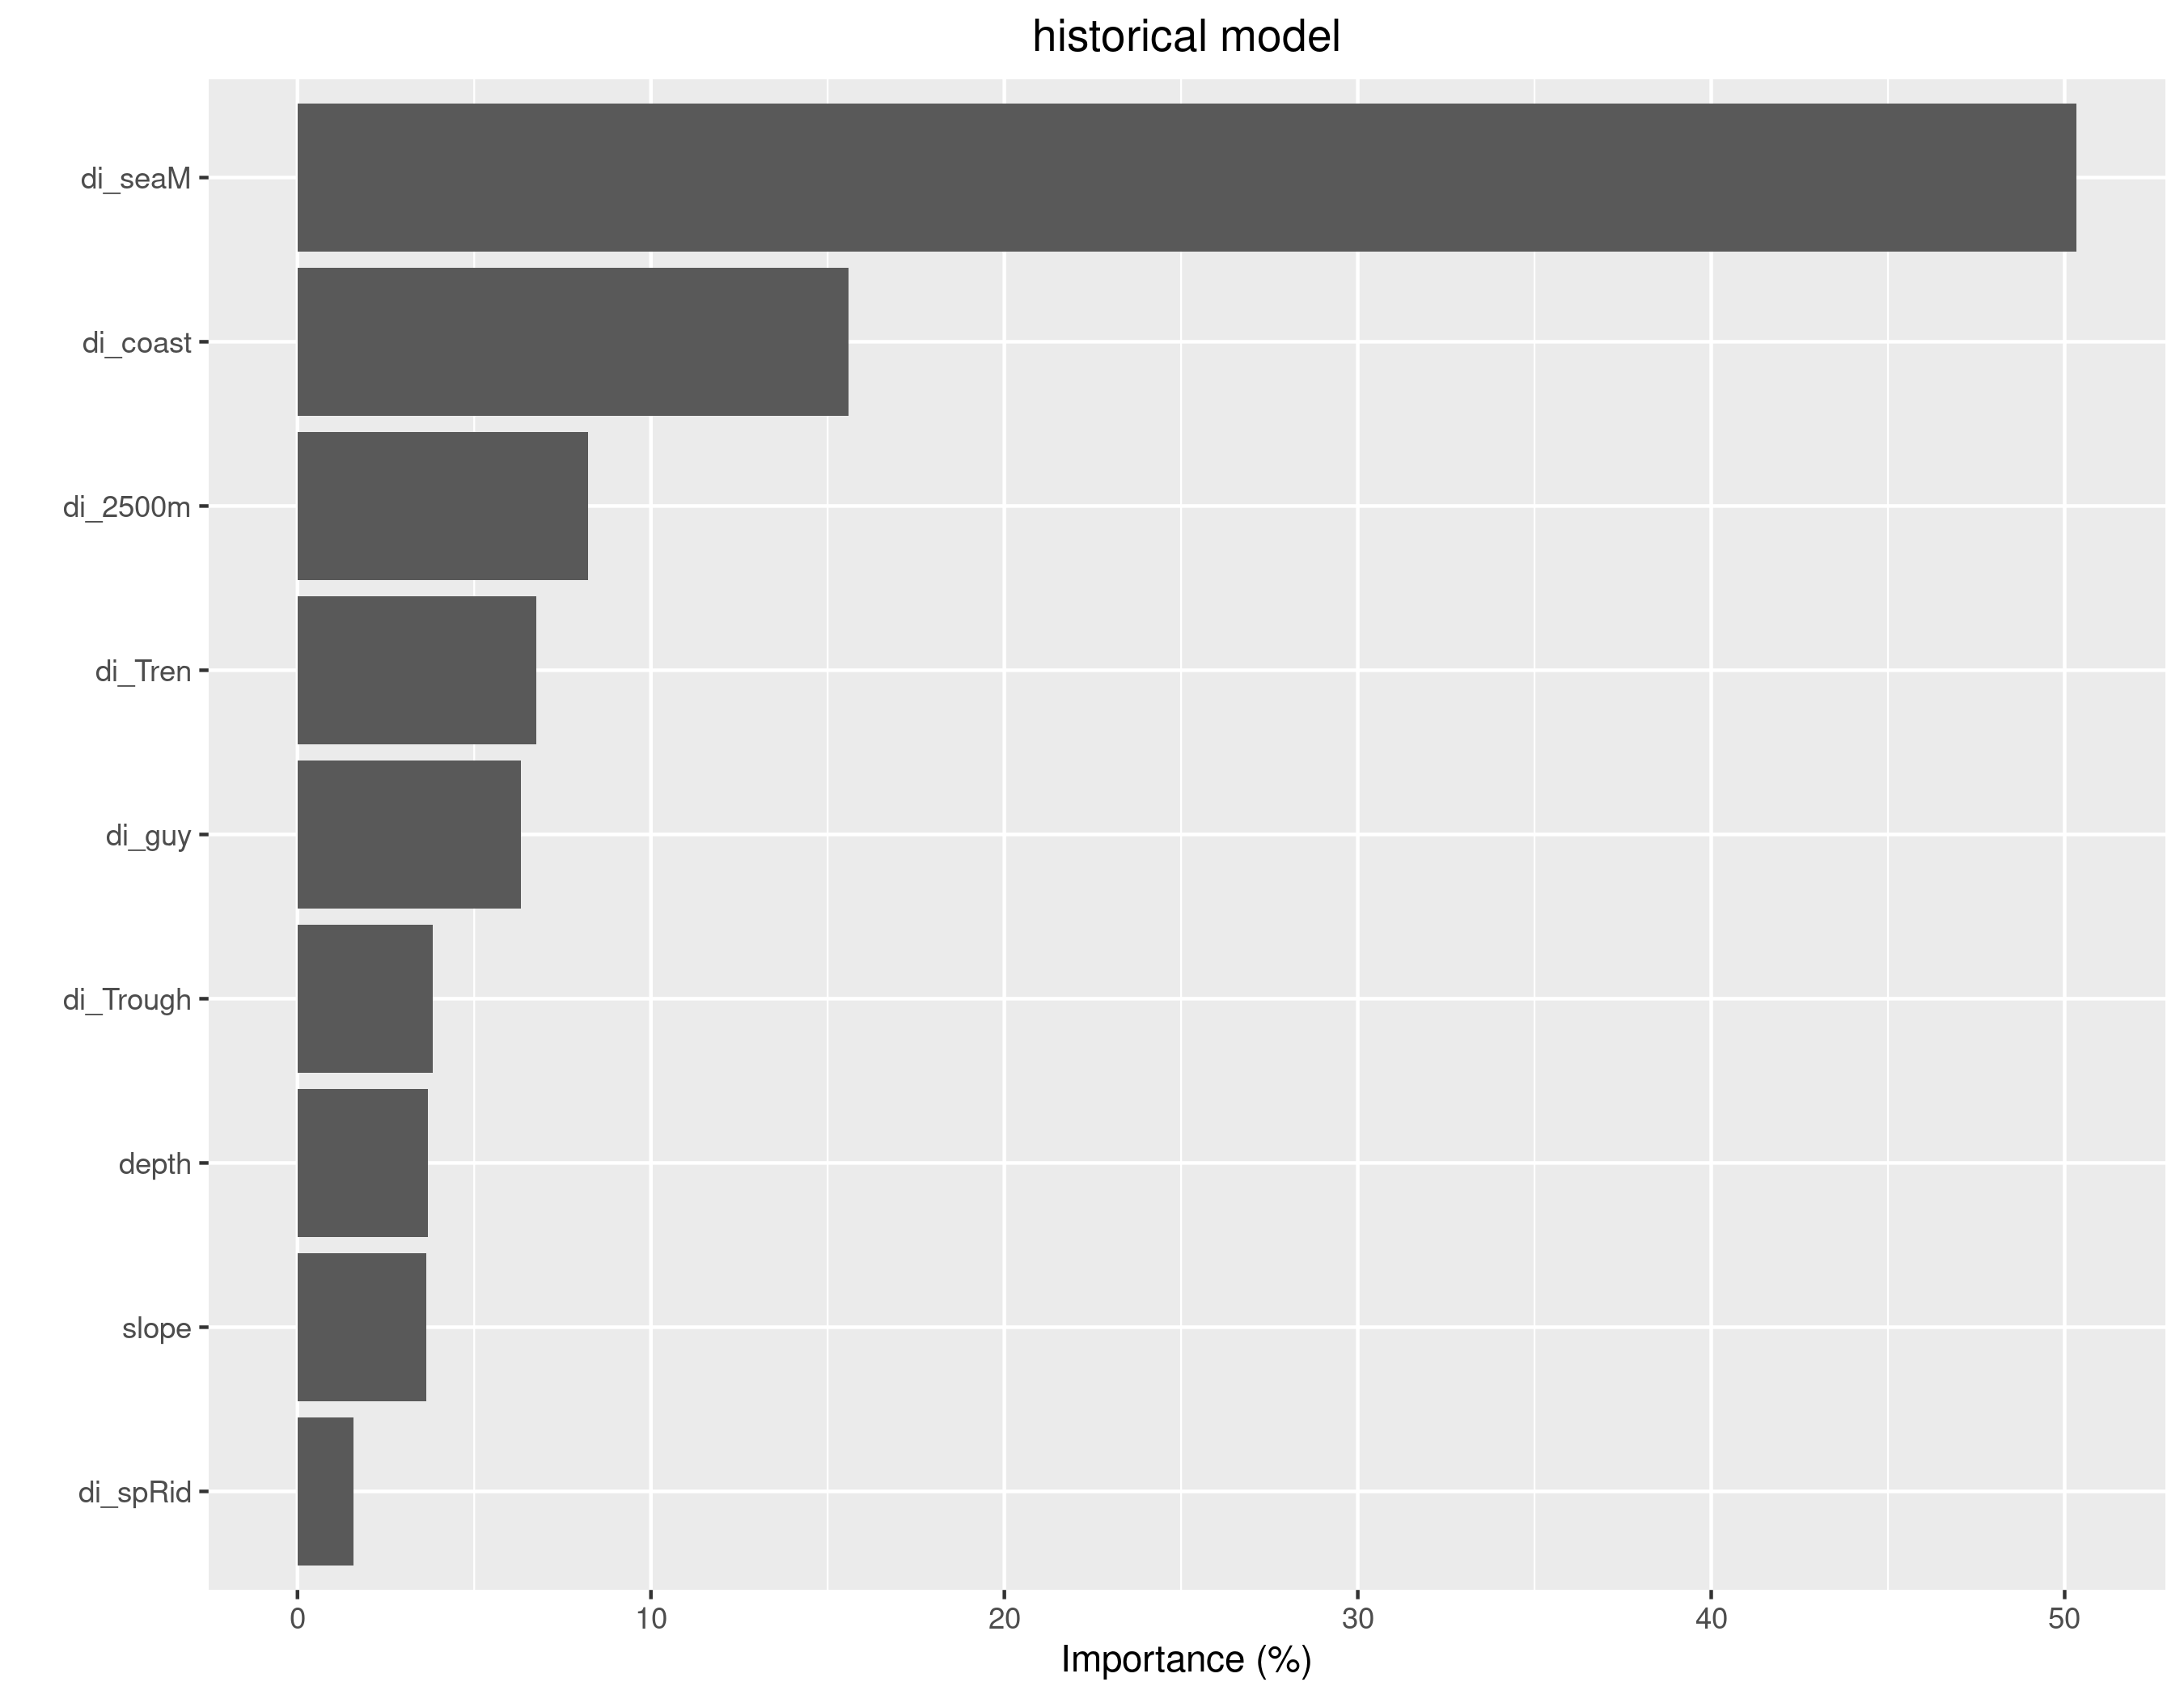 historical model
di_seaM
di_coast
di_2500m
di_Tren
di_guy
di_Trough
depth
slope
di_spRid
0 10 20 30 40 50
Importance (%)